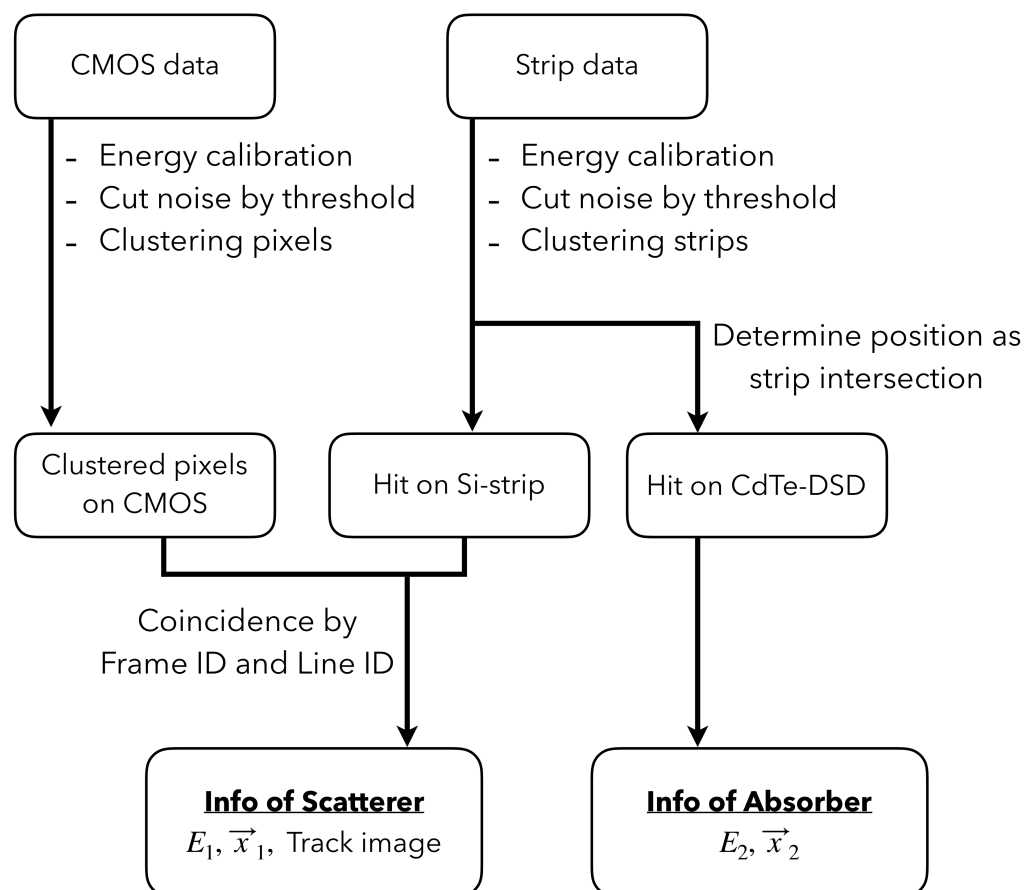 CMOS data
Strip data
- Energy calibration
- Cut noise by threshold
- Clustering pixels
- Energy calibration
- Cut noise by threshold
- Clustering strips
Determine position as
strip intersection
Clustered pixels
on CMOS
Hit on Si-strip
Hit on CdTe-DSD
Coincidence by
Frame ID and Line ID
Info of Scatterer
E₁, x⃗₁, Track image
Info of Absorber
E₂, x⃗₂